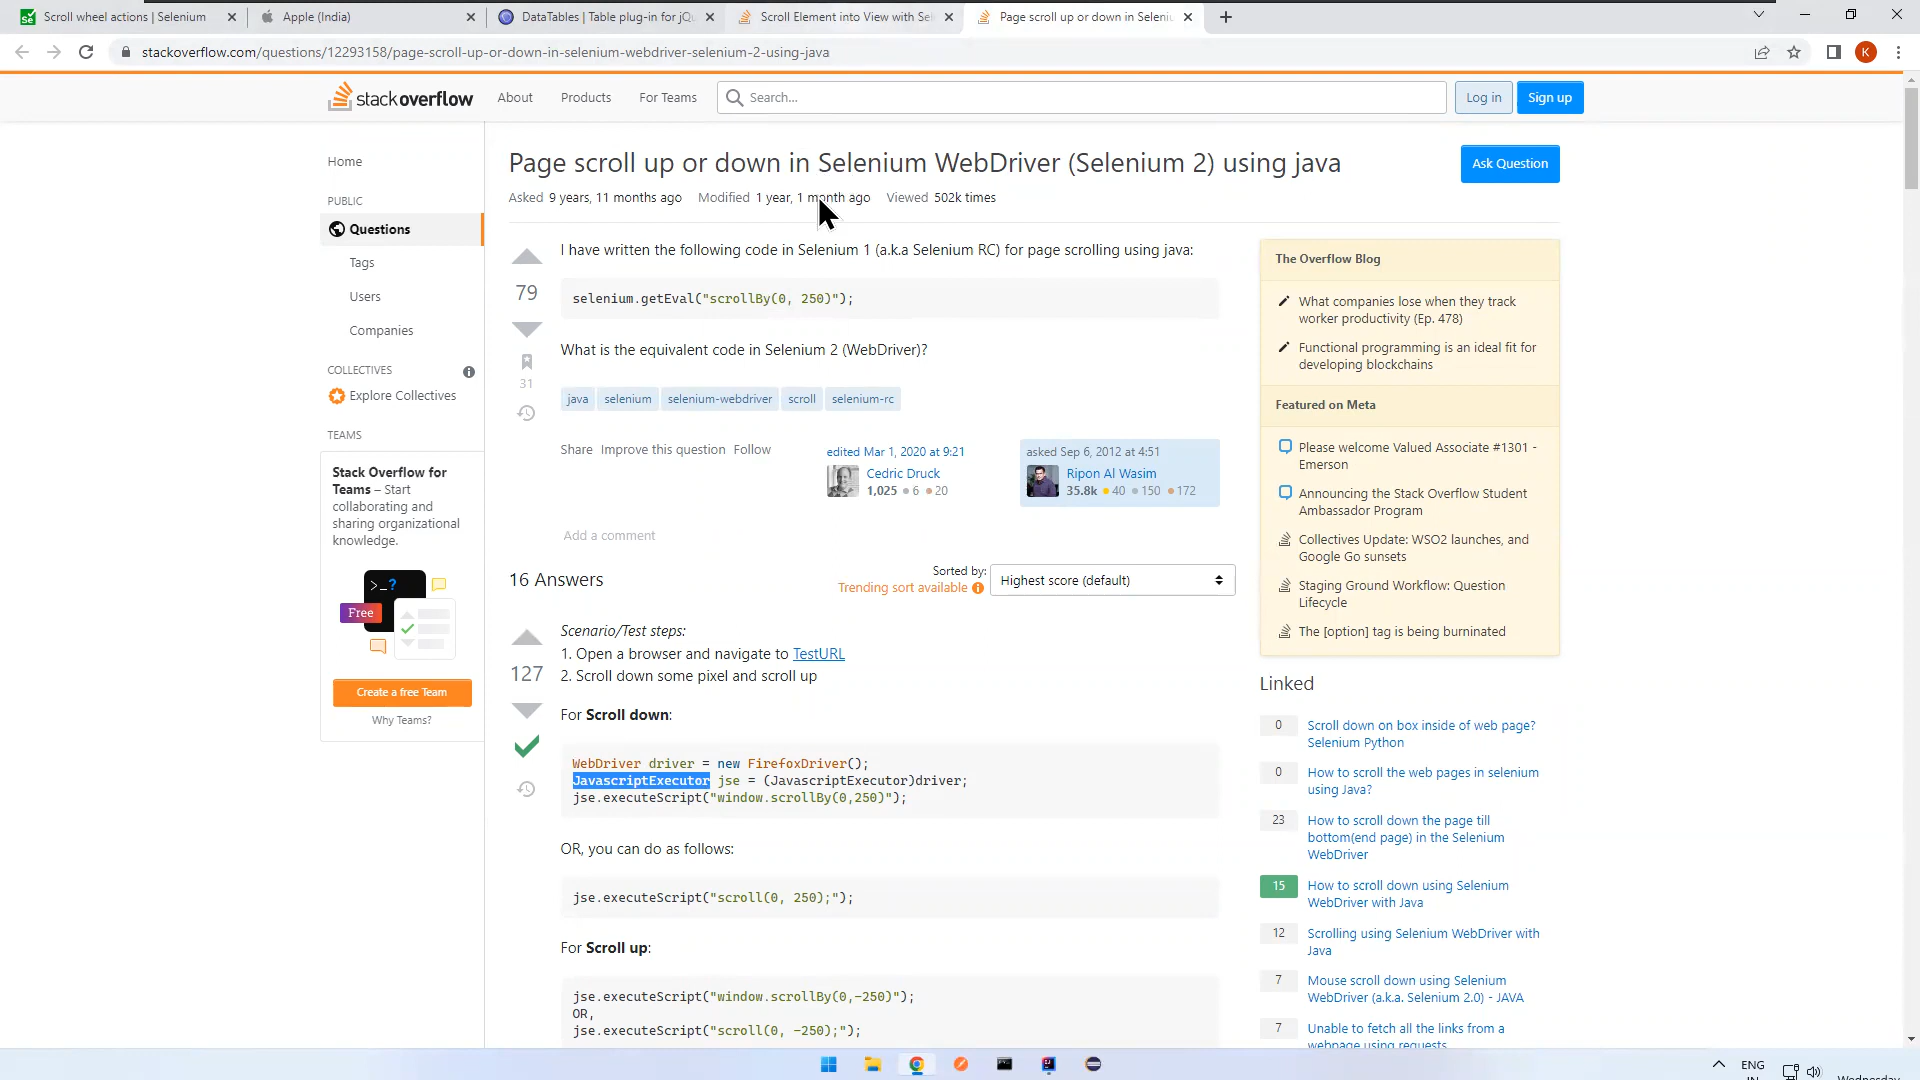 Scroll wheel actions | Selenium
Apple (India)
DataTables | Table plug-in for jQu
Scroll Element into View with Sele
Page scroll up or down in Seleniu
stackoverflow.com/questions/12293158/page-scroll-up-or-down-in-selenium-webdriver-selenium-2-using-java
K
stackoverflow
About
Products
For Teams
Search...
Log in
Sign up
Home
PUBLIC
Questions
Tags
Users
Companies
COLLECTIVES
Explore Collectives
TEAMS
Stack Overflow for
Teams – Start
collaborating and
sharing organizational
knowledge.
>_?
Free
Create a free Team
Why Teams?
Page scroll up or down in Selenium WebDriver (Selenium 2) using java
Ask Question
Asked 9 years, 11 months ago Modified 1 year, 1 month ago Viewed 502k times
79
31
I have written the following code in Selenium 1 (a.k.a Selenium RC) for page scrolling using java:
selenium.getEval("scrollBy(0, 250)");
What is the equivalent code in Selenium 2 (WebDriver)?
java selenium selenium-webdriver scroll selenium-rc
Share Improve this question Follow
edited Mar 1, 2020 at 9:21
Cedric Druck
1,025 6 20
asked Sep 6, 2012 at 4:51
Ripon Al Wasim
35.8k 40 150 172
Add a comment
16 Answers
Sorted by:
Trending sort available
Highest score (default)
127
Scenario/Test steps:
1. Open a browser and navigate to TestURL
2. Scroll down some pixel and scroll up
For Scroll down:
WebDriver driver = new FirefoxDriver();
JavascriptExecutor jse = (JavascriptExecutor)driver;
jse.executeScript("window.scrollBy(0,250)");
OR, you can do as follows:
jse.executeScript("scroll(0, 250);");
For Scroll up:
jse.executeScript("window.scrollBy(0,-250)");
OR,
jse.executeScript("scroll(0, -250);");
The Overflow Blog
What companies lose when they track
worker productivity (Ep. 478)
Functional programming is an ideal fit for
developing blockchains
Featured on Meta
Please welcome Valued Associate #1301 -
Emerson
Announcing the Stack Overflow Student
Ambassador Program
Collectives Update: WSO2 launches, and
Google Go sunsets
Staging Ground Workflow: Question
Lifecycle
The [option] tag is being burninated
Linked
0 Scroll down on box inside of web page?
Selenium Python
0 How to scroll the web pages in selenium
using Java?
23 How to scroll down the page till
bottom(end page) in the Selenium
WebDriver
15 How to scroll down using Selenium
WebDriver with Java
12 Scrolling using Selenium WebDriver with
Java
7 Mouse scroll down using Selenium
WebDriver (a.k.a. Selenium 2.0) - JAVA
7 Unable to fetch all the links from a
webpage using requests
ENG
IN
Wednesday